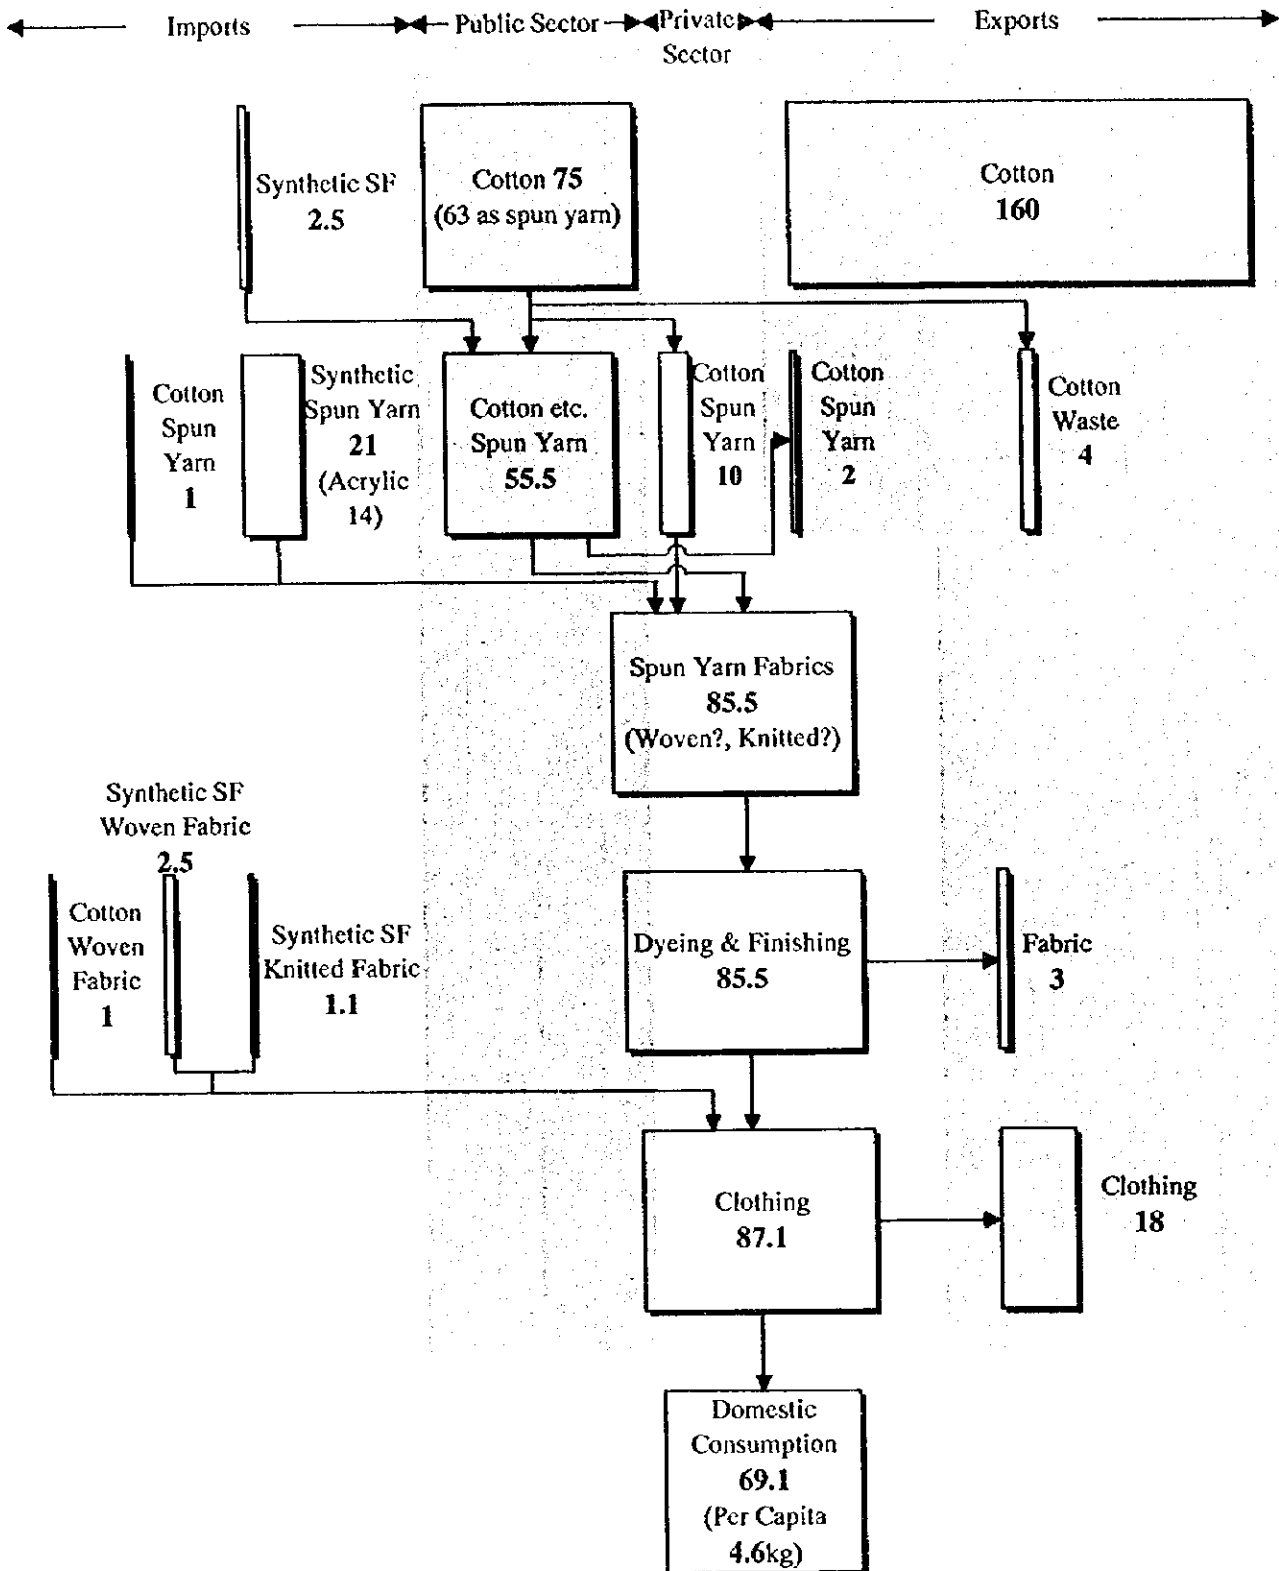 Imports
Public Sector
Private
Sector
Exports
Synthetic SF
2.5
Cotton 75
(63 as spun yarn)
Cotton
160
Cotton
Spun
Yarn
1
Synthetic
Spun Yarn
21
(Acrylic
14)
Cotton etc.
Spun Yarn
55.5
Cotton
Spun
Yarn
10
Cotton
Spun
Yarn
2
Cotton
Waste
4
Spun Yarn Fabrics
85.5
(Woven?, Knitted?)
Synthetic SF
Woven Fabric
2.5
Cotton
Woven
Fabric
1
Synthetic SF
Knitted Fabric
1.1
Dyeing & Finishing
85.5
Fabric
3
Clothing
87.1
Clothing
18
Domestic
Consumption
69.1
(Per Capita
4.6kg)